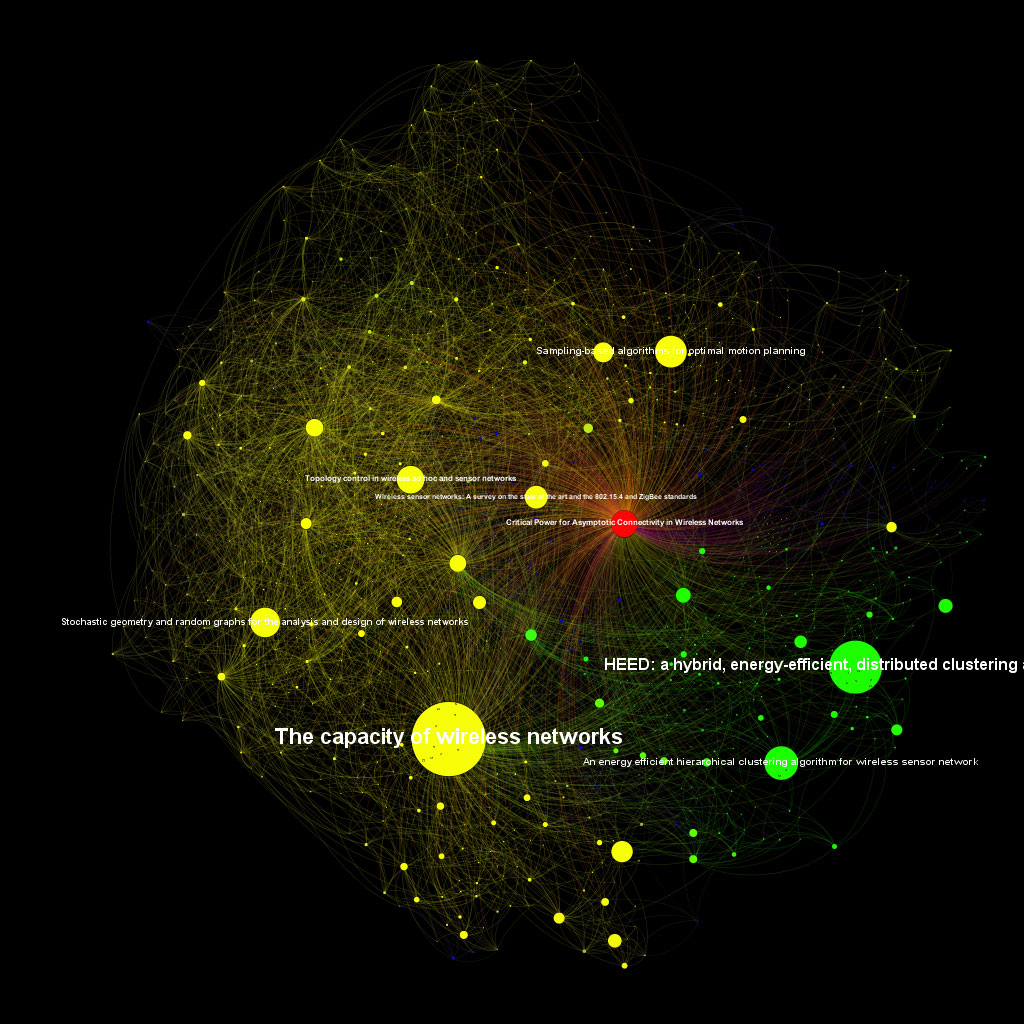 Sampling-based algorithms for optimal motion planning
Topology control in wireless ad hoc and sensor networks
Wireless sensor networks: A survey on the state of the art and the 802.15.4 and ZigBee standards
Critical Power for Asymptotic Connectivity in Wireless Networks
Stochastic geometry and random graphs for the analysis and design of wireless networks
HEED: a hybrid, energy-efficient, distributed clustering a
The capacity of wireless networks
An energy efficient hierarchical clustering algorithm for wireless sensor network